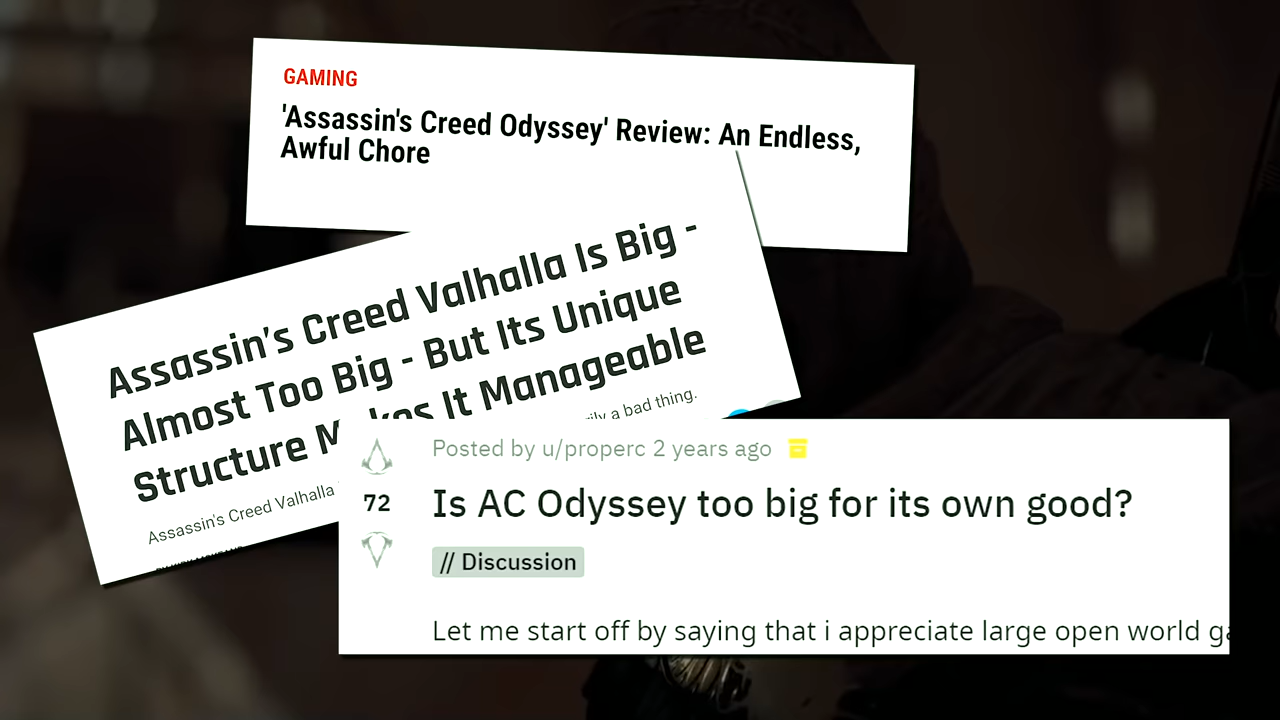 GAMING
'Assassin's Creed Odyssey' Review: An Endless,
Awful Chore
Assassin's Creed Valhalla Is Big -
Almost Too Big - But Its Unique
Structure It Manageable
a bad thing.
Assassin's Creed Valhalla
Posted by u/properc 2 years ago
72
Is AC Odyssey too big for its own good?
// Discussion
Let me start off by saying that i appreciate large open world